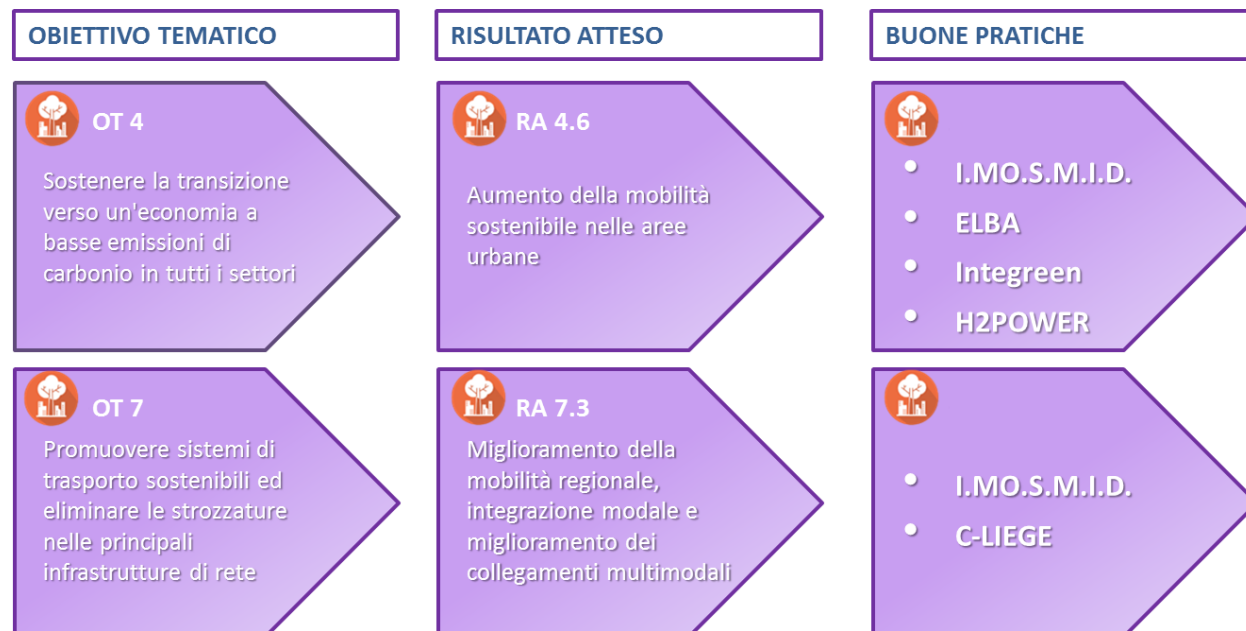 OBIETTIVO TEMATICO
RISULTATO ATTESO
BUONE PRATICHE
OT 4
Sostenere la transizione
verso un'economia a
basse emissioni di
carbonio in tutti i settori
RA 4.6
Aumento della mobilità
sostenibile nelle aree
urbane
• I.MO.S.M.I.D.
• ELBA
• Integreen
• H2POWER
OT 7
Promuovere sistemi di
trasporto sostenibili ed
eliminare le strozzature
nelle principali
infrastrutture di rete
RA 7.3
Miglioramento della
mobilità regionale,
integrazione modale e
miglioramento dei
collegamenti multimodali
• I.MO.S.M.I.D.
• C-LIEGE